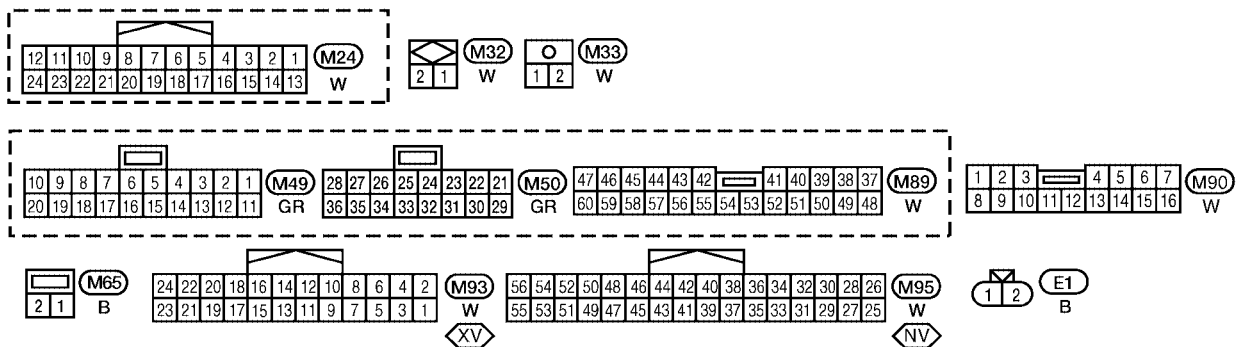 12 11 10 9 8 7 6 5 4 3 2 1
24 23 22 21 20 19 18 17 16 15 14 13
M24
W
2 1
M32
W
1 2
M33
W
10 9 8 7 6 5 4 3 2 1
20 19 18 17 16 15 14 13 12 11
M49
GR
28 27 26 25 24 23 22 21
36 35 34 33 32 31 30 29
M50
GR
47 46 45 44 43 42 41 40 39 38 37
60 59 58 57 56 55 54 53 52 51 50 49 48
M89
W
1 2 3 4 5 6 7
8 9 10 11 12 13 14 15 16
M90
W
2 1
M65
B
24 22 20 18 16 14 12 10 8 6 4 2
23 21 19 17 15 13 11 9 7 5 3 1
M93
W
XV
56 54 52 50 48 46 44 42 40 38 36 34 32 30 28 26
55 53 51 49 47 45 43 41 39 37 35 33 31 29 27 25
M95
W
NV
1 2
E1
B